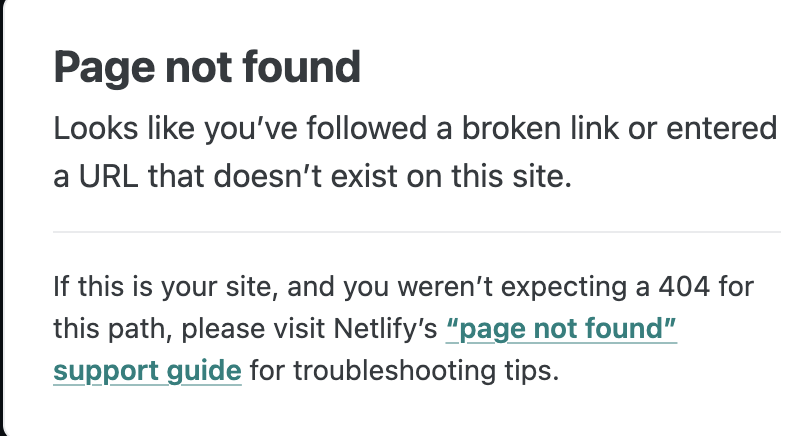 Page not found
Looks like you’ve followed a broken link or entered
a URL that doesn’t exist on this site.
If this is your site, and you weren’t expecting a 404 for
this path, please visit Netlify’s “page not found”
support guide for troubleshooting tips.